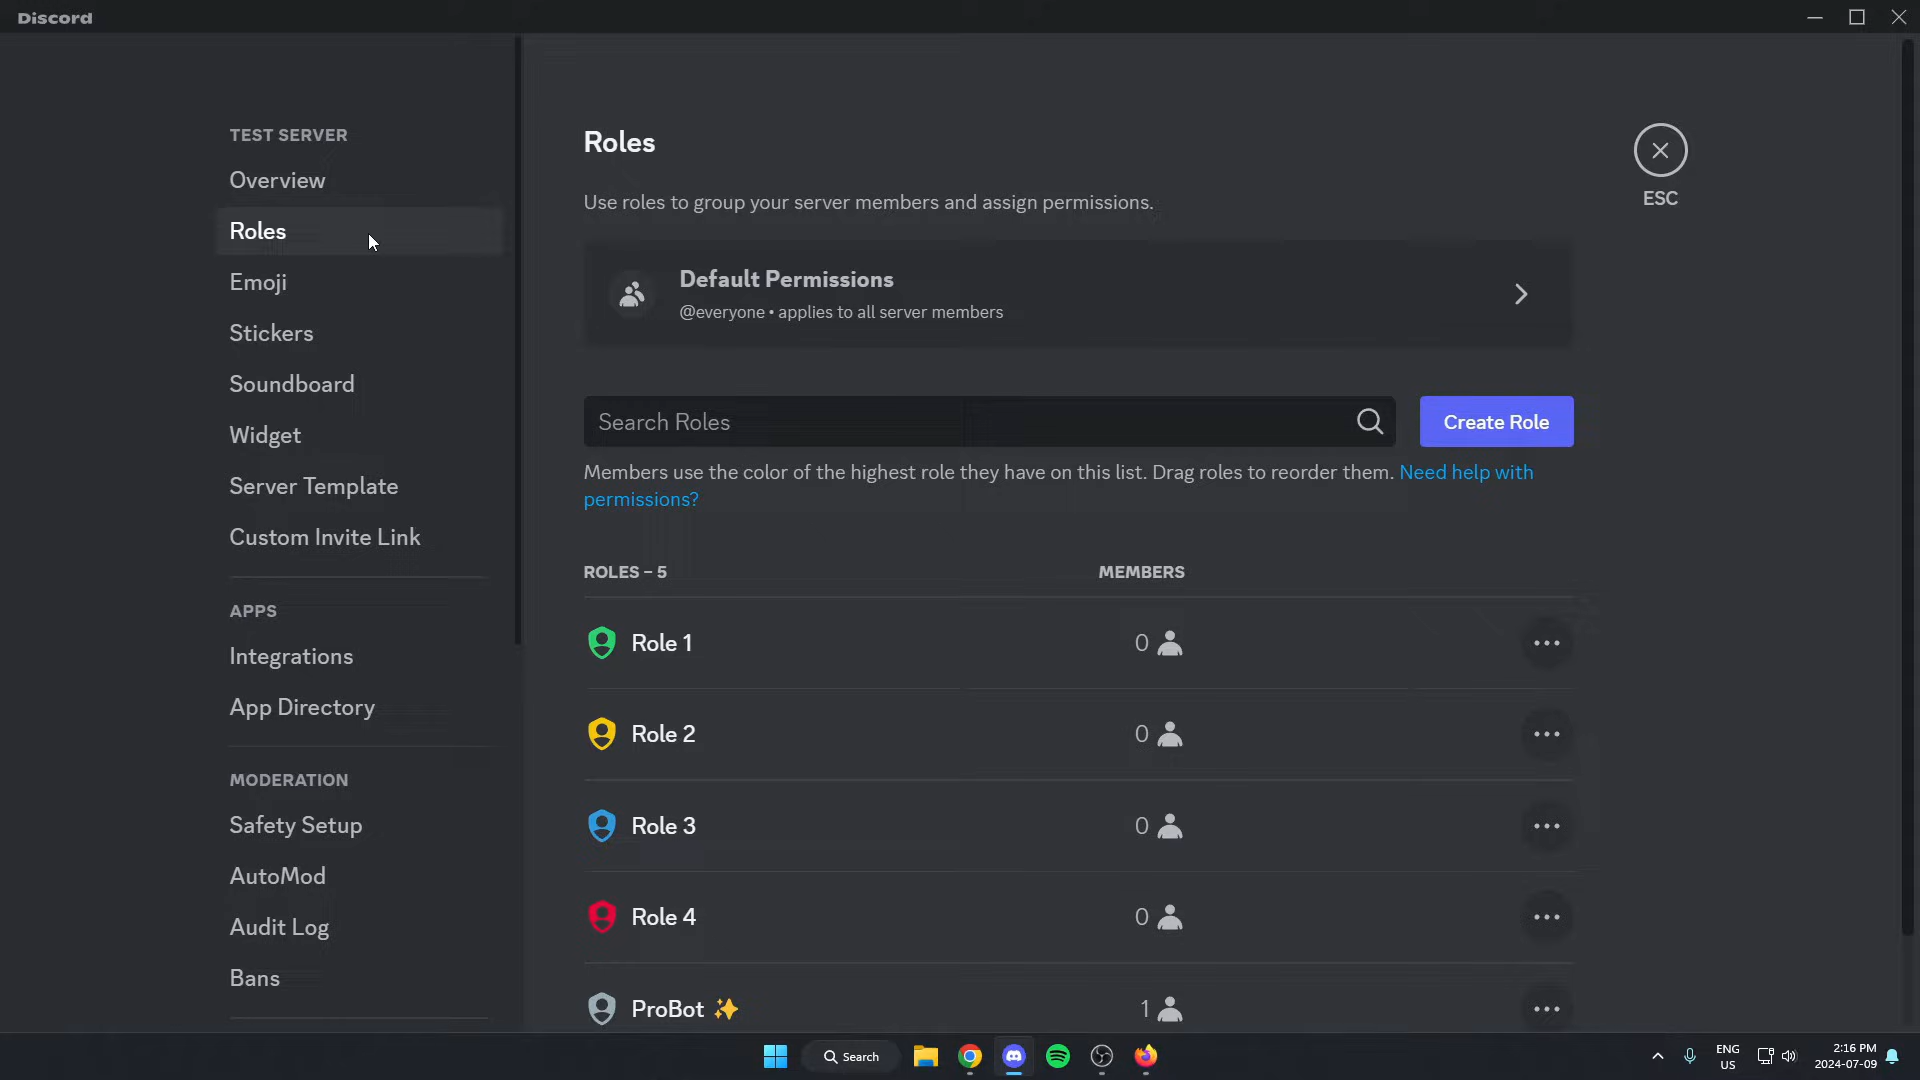 Discord
TEST SERVER
Overview
Roles
Emoji
Stickers
Soundboard
Widget
Server Template
Custom Invite Link
APPS
Integrations
App Directory
MODERATION
Safety Setup
AutoMod
Audit Log
Bans
Roles
ESC
Use roles to group your server members and assign permissions.
Default Permissions
@everyone • applies to all server members
Search Roles
Create Role
Members use the color of the highest role they have on this list. Drag roles to reorder them. Need help with
permissions?
ROLES – 5 MEMBERS
Role 1 0
Role 2 0
Role 3 0
Role 4 0
ProBot ✨ 1
Search
ENG
US
2:16 PM
2024-07-09